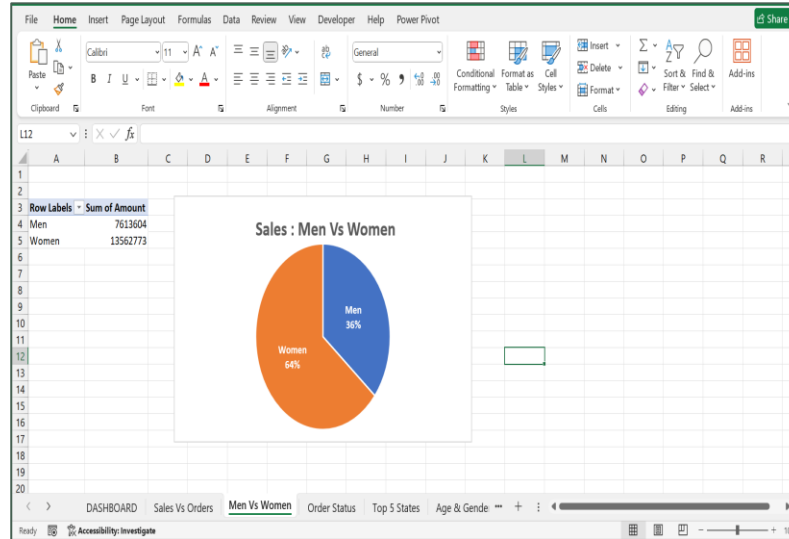 File Home Insert Page Layout Formulas Data Review View Developer Help Power Pivot Share
Paste
Calibri 11 A^ A˅
B I U A
ab
General
$ % 9
Conditional Formatting
Format as Table
Cell Styles
Insert
Delete
Format
Sort & Filter
Find & Select
Add-ins
Clipboard Font Alignment Number Styles Cells Editing Add-ins
L12 fx
A B C D E F G H I J K L M N O P Q R
1
2
3 Row Labels Sum of Amount
4 Men 7613604
5 Women 13562773
6
7
8
9
10
11
12
13
14
15
16
17
18
19
20
Sales : Men Vs Women
Men
36%
Women
64%
DASHBOARD Sales Vs Orders Men Vs Women Order Status Top 5 States Age & Gende ... +
Ready Accessibility: Investigate